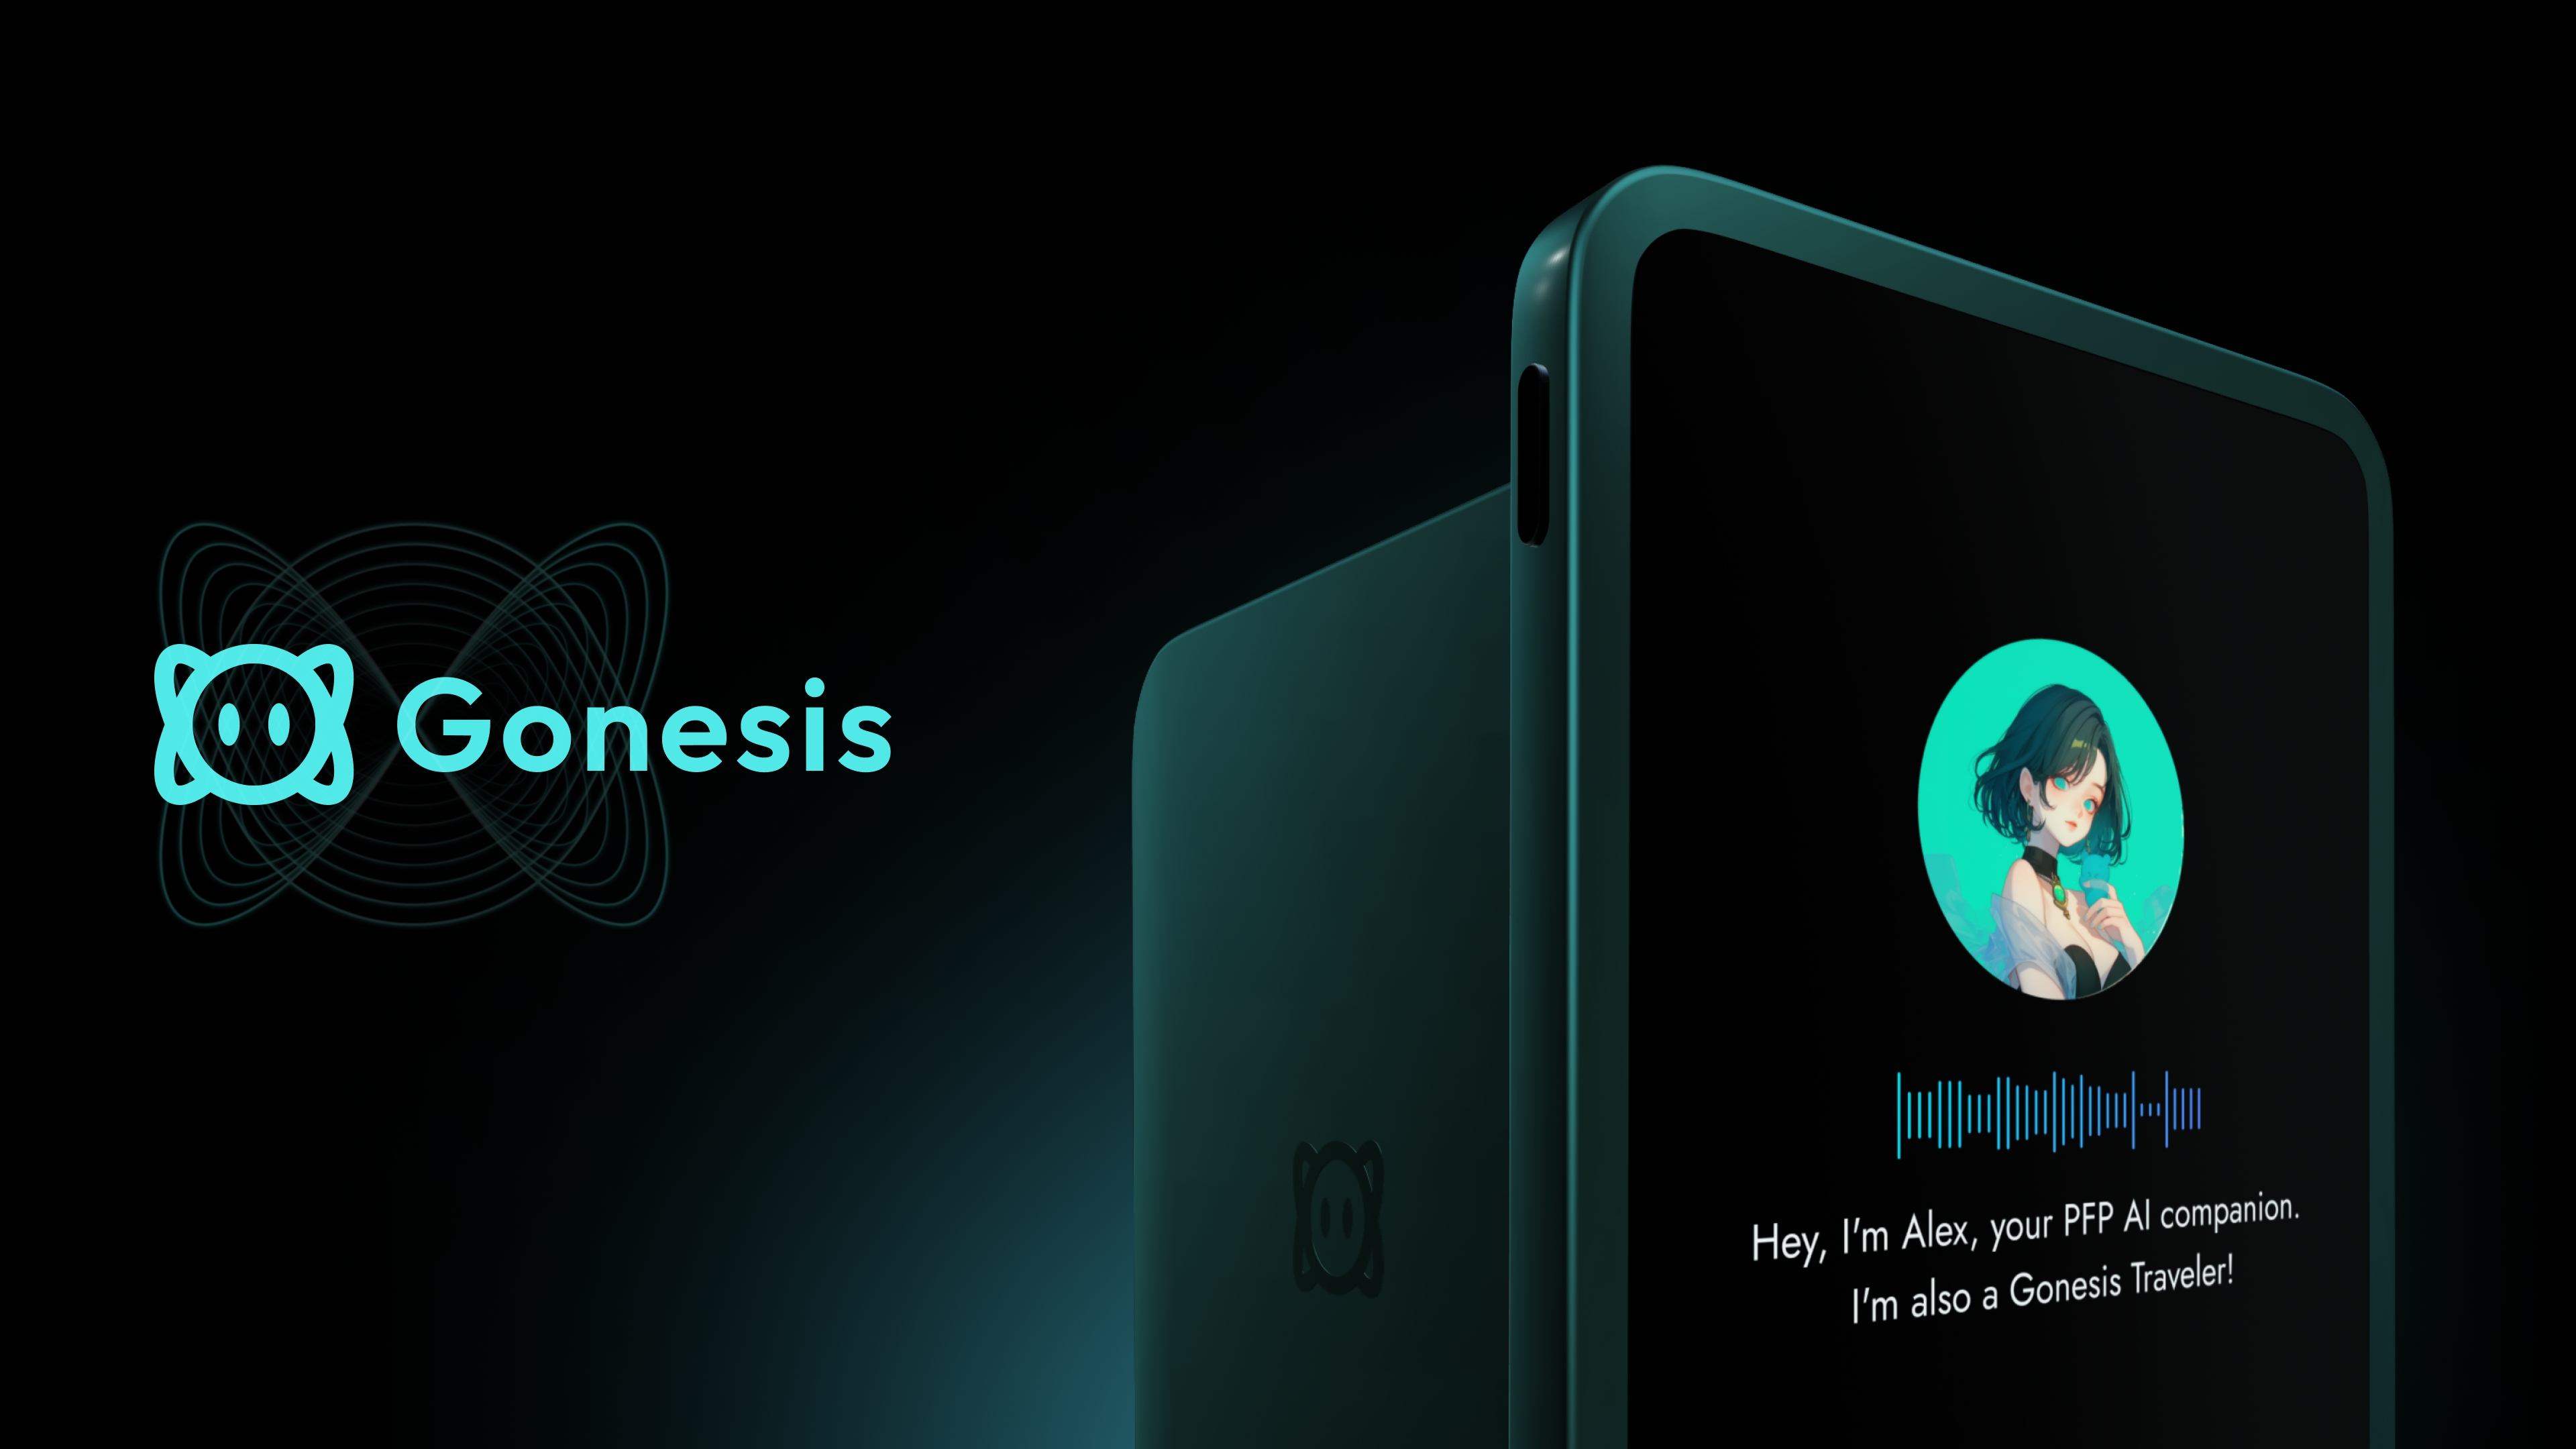 Gonesis
Hey, I'm Alex, your PFP AI companion.
I'm also a Gonesis Traveler!